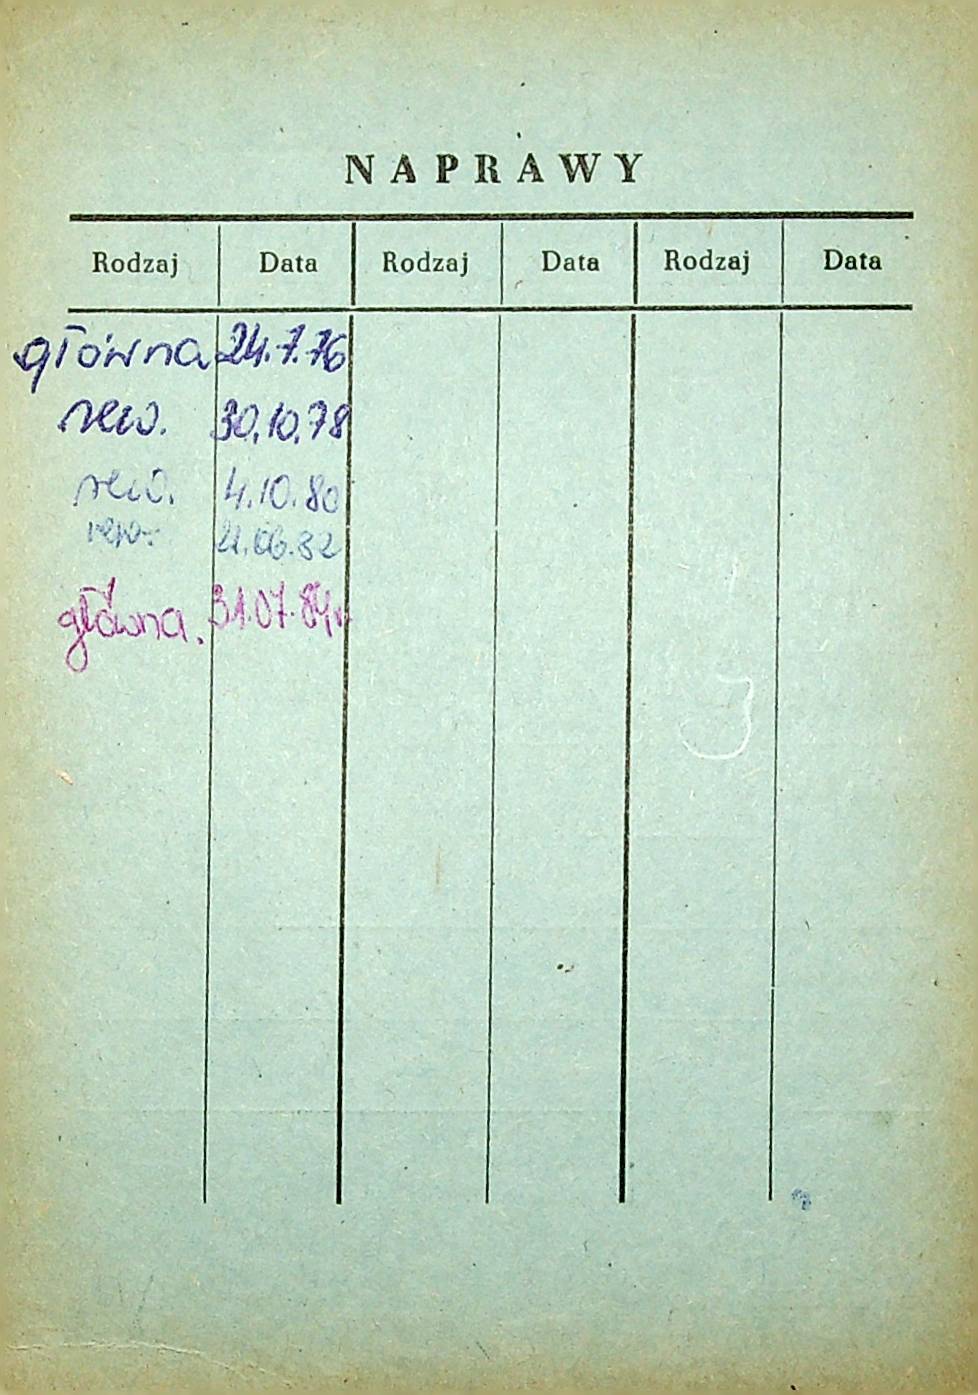 NAPRAWY
Rodzaj Data Rodzaj Data Rodzaj Data
główna 24.7.76
rew. 30.10.78
rew. 4.10.80
rew. 21.06.82
główna. 31.07.84r.